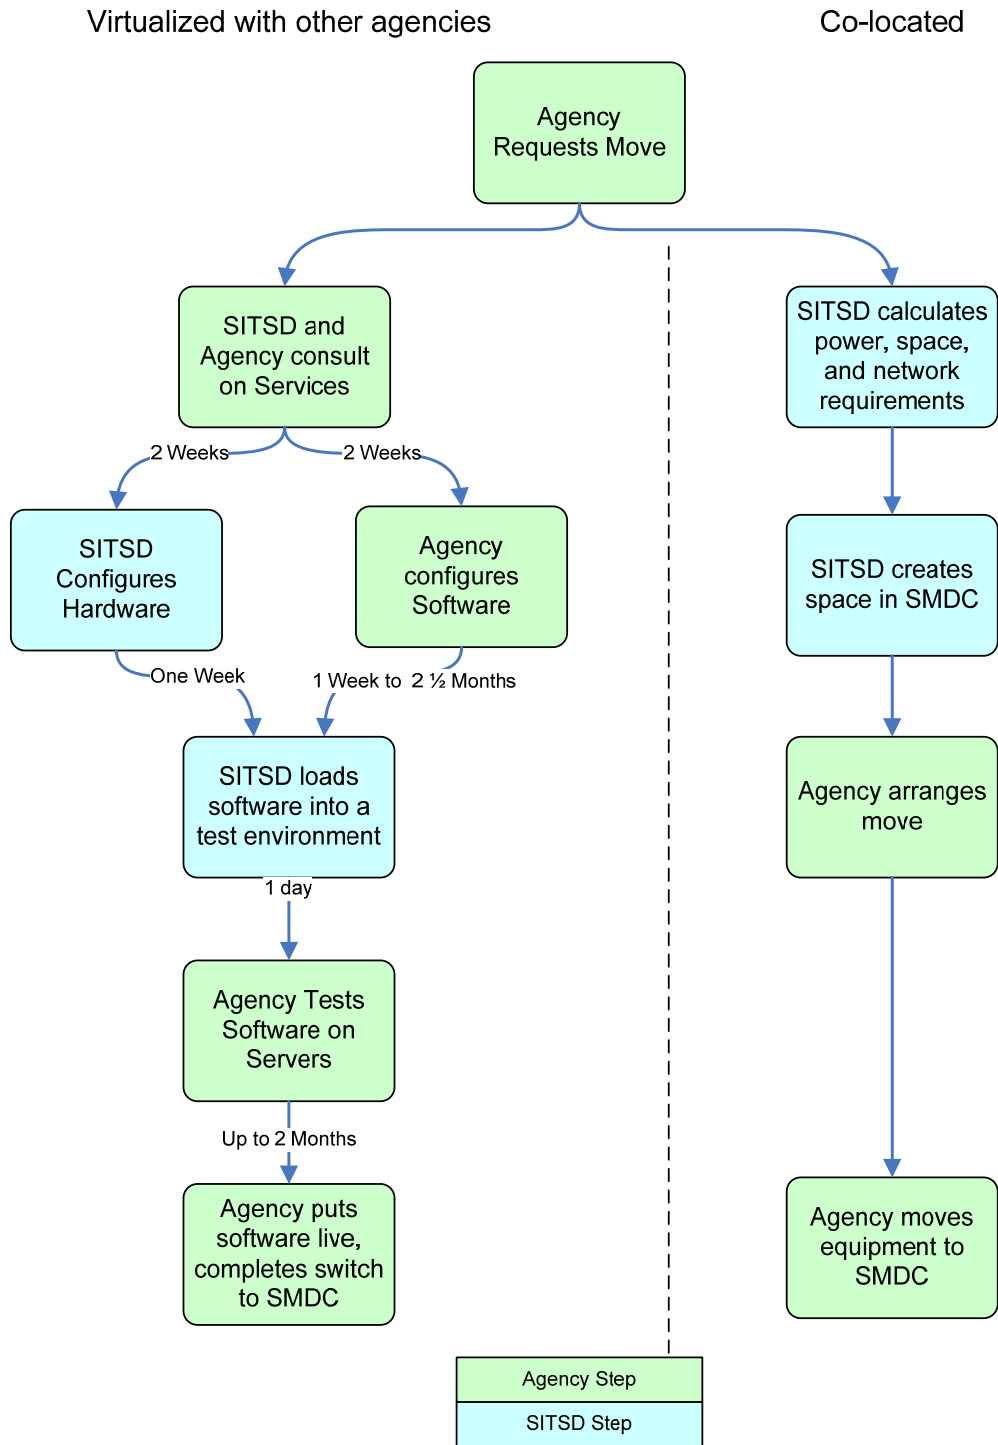 Virtualized with other agencies
Co-located
Agency
Requests Move
SITSD and
Agency consult
on Services
SITSD calculates
power, space,
and network
requirements
2 Weeks
2 Weeks
SITSD
Configures
Hardware
Agency
configures
Software
SITSD creates
space in SMDC
One Week
1 Week to 2 ½ Months
SITSD loads
software into a
test environment
Agency arranges
move
1 day
Agency Tests
Software on
Servers
Up to 2 Months
Agency puts
software live,
completes switch
to SMDC
Agency moves
equipment to
SMDC
Agency Step
SITSD Step